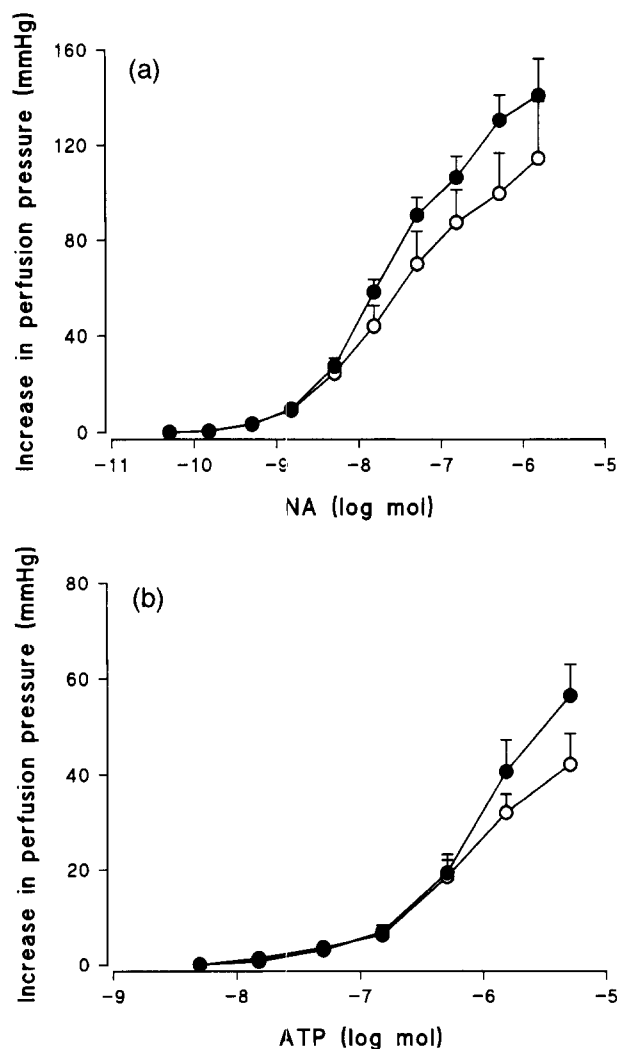 (a)
Increase in perfusion pressure (mmHg)
160
120
80
40
0
-11 -10 -9 -8 -7 -6 -5
NA (log mol)
(b)
Increase in perfusion pressure (mmHg)
80
60
40
20
0
-9 -8 -7 -6 -5
ATP (log mol)